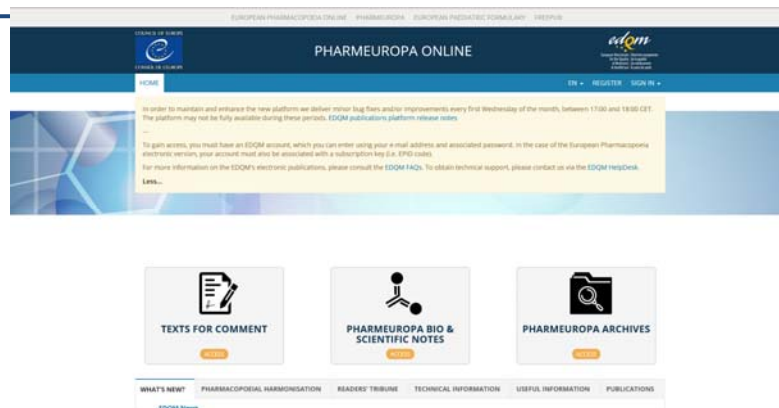 EUROPEAN PHARMACOPOEIA ONLINE PHARMEUROPA EUROPEAN PAEDIATRIC FORMULARY FREEPUB
COUNCIL OF EUROPE
PHARMEUROPA ONLINE
edqm
CONSEIL DE L'EUROPE
HOME
EN REGISTER SIGN IN
In order to maintain and enhance the new platform we deliver minor bug fixes and/or improvements every first Wednesday of the month, between 17:00 and 18:00 CET.
The platform may not be fully available during these periods. EDQM publications platform release notes
...
To gain access, you must have an EDQM account, which you can enter using your e-mail address and associated password. In the case of the European Pharmacopoeia
electronic version, your account must also be associated with a subscription key (i.e. EPID code).
For more information on the EDQM's electronic publications, please consult the EDQM FAQs. To obtain technical support, please contact us via the EDQM HelpDesk.
Less...
TEXTS FOR COMMENT
ACCESS
PHARMEUROPA BIO &
SCIENTIFIC NOTES
ACCESS
PHARMEUROPA ARCHIVES
ACCESS
WHAT'S NEW? PHARMACOPOEIAL HARMONISATION READERS' TRIBUNE TECHNICAL INFORMATION USEFUL INFORMATION PUBLICATIONS
EDQM News